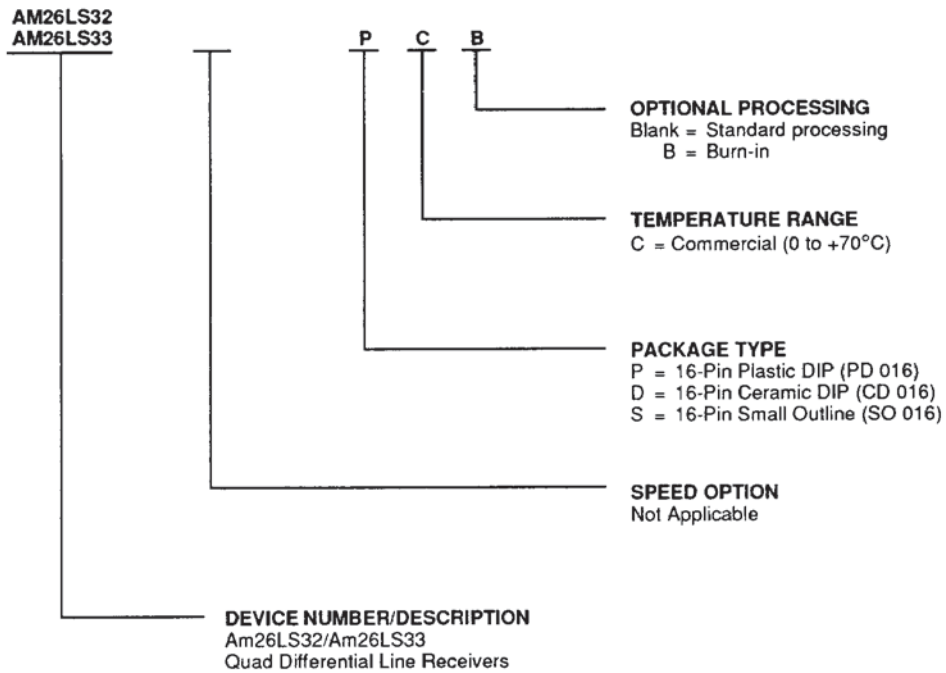 AM26LS32
AM26LS33 P C B
OPTIONAL PROCESSING
Blank = Standard processing
B = Burn-in
TEMPERATURE RANGE
C = Commercial (0 to +70°C)
PACKAGE TYPE
P = 16-Pin Plastic DIP (PD 016)
D = 16-Pin Ceramic DIP (CD 016)
S = 16-Pin Small Outline (SO 016)
SPEED OPTION
Not Applicable
DEVICE NUMBER/DESCRIPTION
Am26LS32/Am26LS33
Quad Differential Line Receivers